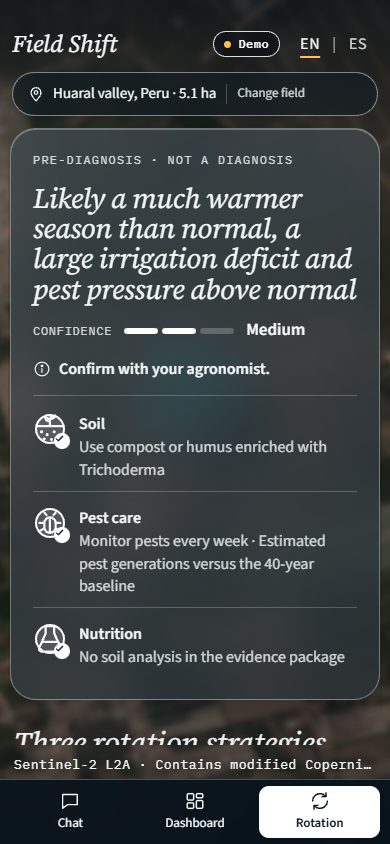 Field Shift
Demo
EN | ES
Huaral valley, Peru · 5.1 ha | Change field
PRE-DIAGNOSIS · NOT A DIAGNOSIS
Likely a much warmer
season than normal, a
large irrigation deficit and
pest pressure above normal
CONFIDENCE Medium
Confirm with your agronomist.
Soil
Use compost or humus enriched with
Trichoderma
Pest care
Monitor pests every week · Estimated
pest generations versus the 40-year
baseline
Nutrition
No soil analysis in the evidence package
Three rotation strategies
Sentinel-2 L2A · Contains modified Coperni…
Chat
Dashboard
Rotation